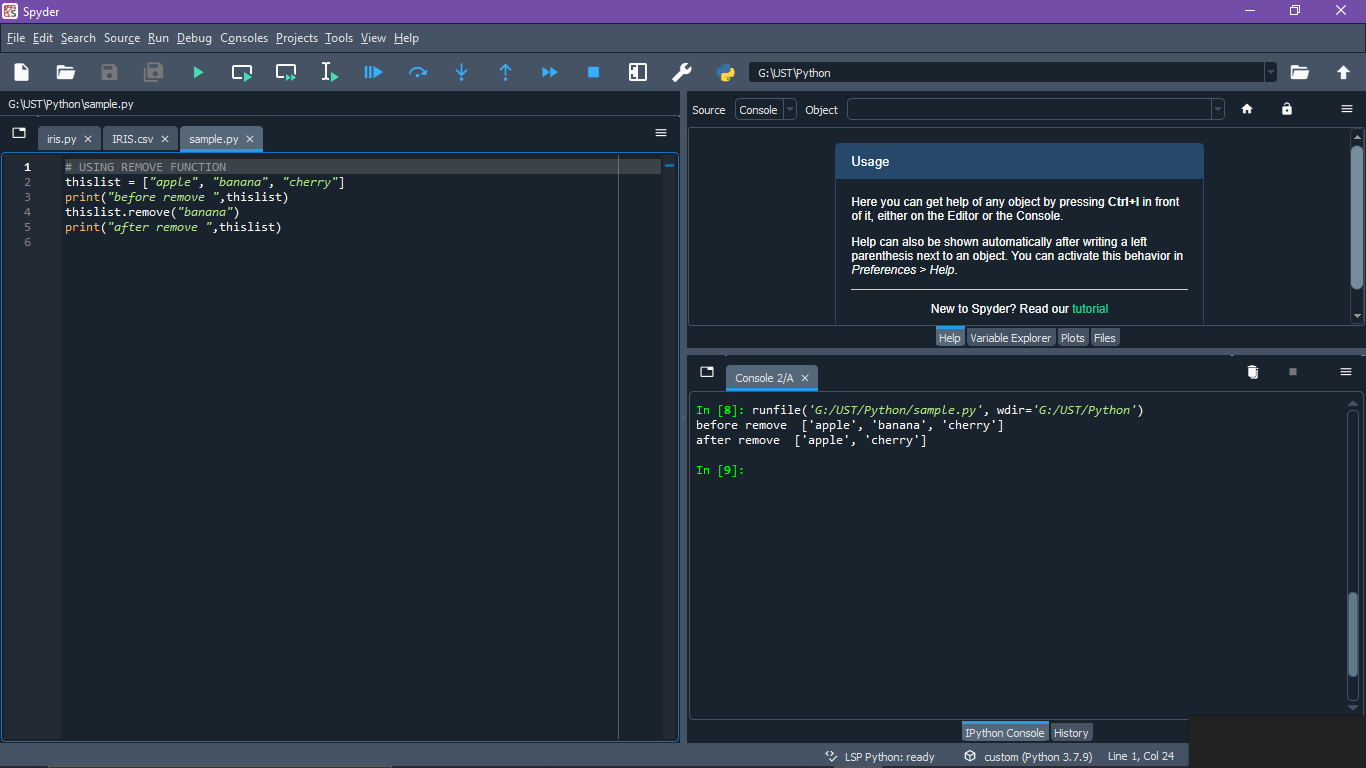 Spyder
File Edit Search Source Run Debug Consoles Projects Tools View Help
G:\UST\Python
G:\UST\Python\sample.py
iris.py
IRIS.csv
sample.py
1 # USING REMOVE FUNCTION
2 thislist = ["apple", "banana", "cherry"]
3 print("before remove ",thislist)
4 thislist.remove("banana")
5 print("after remove ",thislist)
6
Source Console Object
Usage
Here you can get help of any object by pressing Ctrl+I in front
of it, either on the Editor or the Console.
Help can also be shown automatically after writing a left
parenthesis next to an object. You can activate this behavior in
Preferences > Help.
New to Spyder? Read our tutorial
Help Variable Explorer Plots Files
Console 2/A
In [8]: runfile('G:/UST/Python/sample.py', wdir='G:/UST/Python')
before remove  ['apple', 'banana', 'cherry']
after remove  ['apple', 'cherry']
In [9]:
IPython Console History
LSP Python: ready custom (Python 3.7.9) Line 1, Col 24